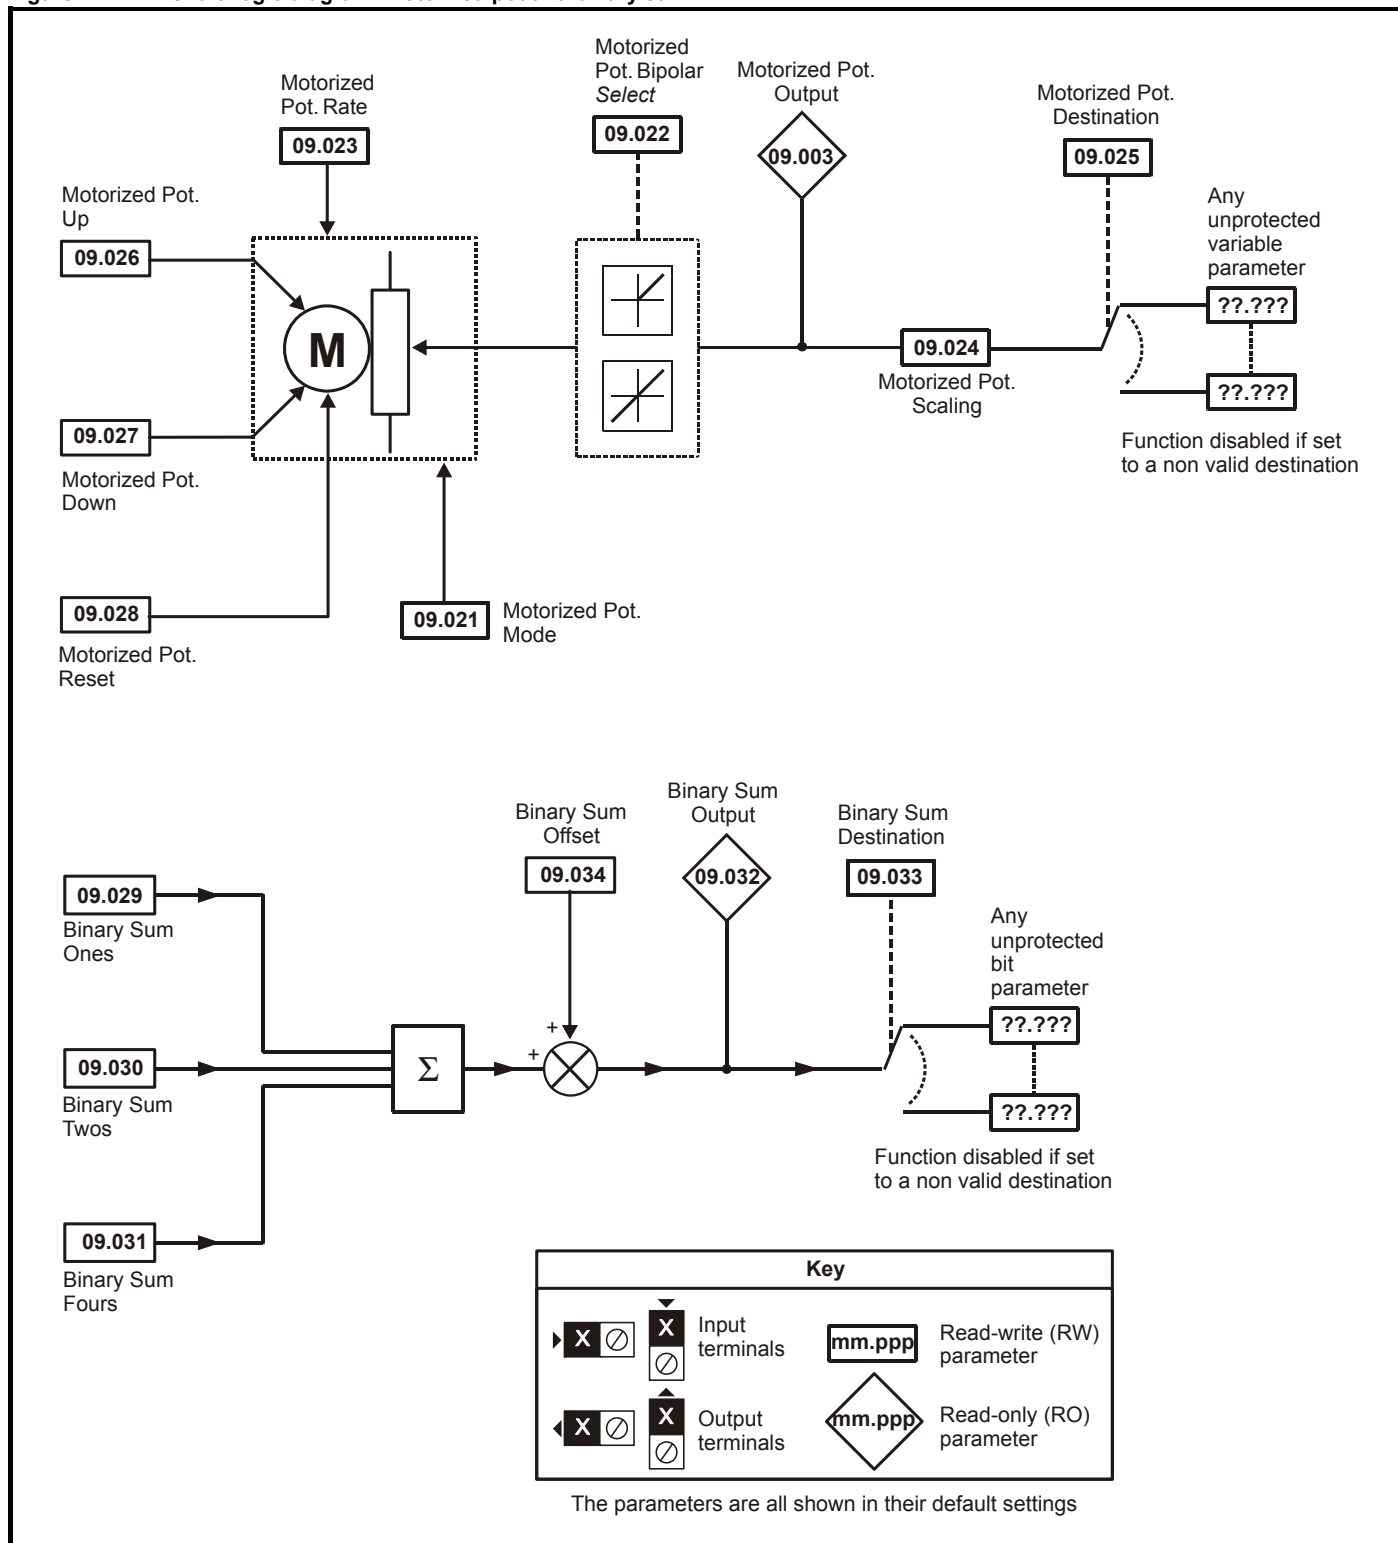 Motorized
Pot. Rate
09.023
Motorized
Pot. Bipolar
Select
09.022
Motorized Pot.
Output
09.003
Motorized Pot.
Destination
09.025
Motorized Pot.
Up
09.026
Any
unprotected
variable
parameter
??.???
??.???
M
09.024
Motorized Pot.
Scaling
09.027
Motorized Pot.
Down
Function disabled if set
to a non valid destination
09.028
Motorized Pot.
Reset
09.021
Motorized Pot.
Mode
Binary Sum
Offset
09.034
Binary Sum
Output
09.032
Binary Sum
Destination
09.033
09.029
Binary Sum
Ones
Any
unprotected
bit
parameter
??.???
??.???
09.030
Binary Sum
Twos
Σ
+
+
Function disabled if set
to a non valid destination
09.031
Binary Sum
Fours
Key
X
X
Input
terminals
mm.ppp
Read-write (RW)
parameter
X
X
Output
terminals
mm.ppp
Read-only (RO)
parameter
The parameters are all shown in their default settings